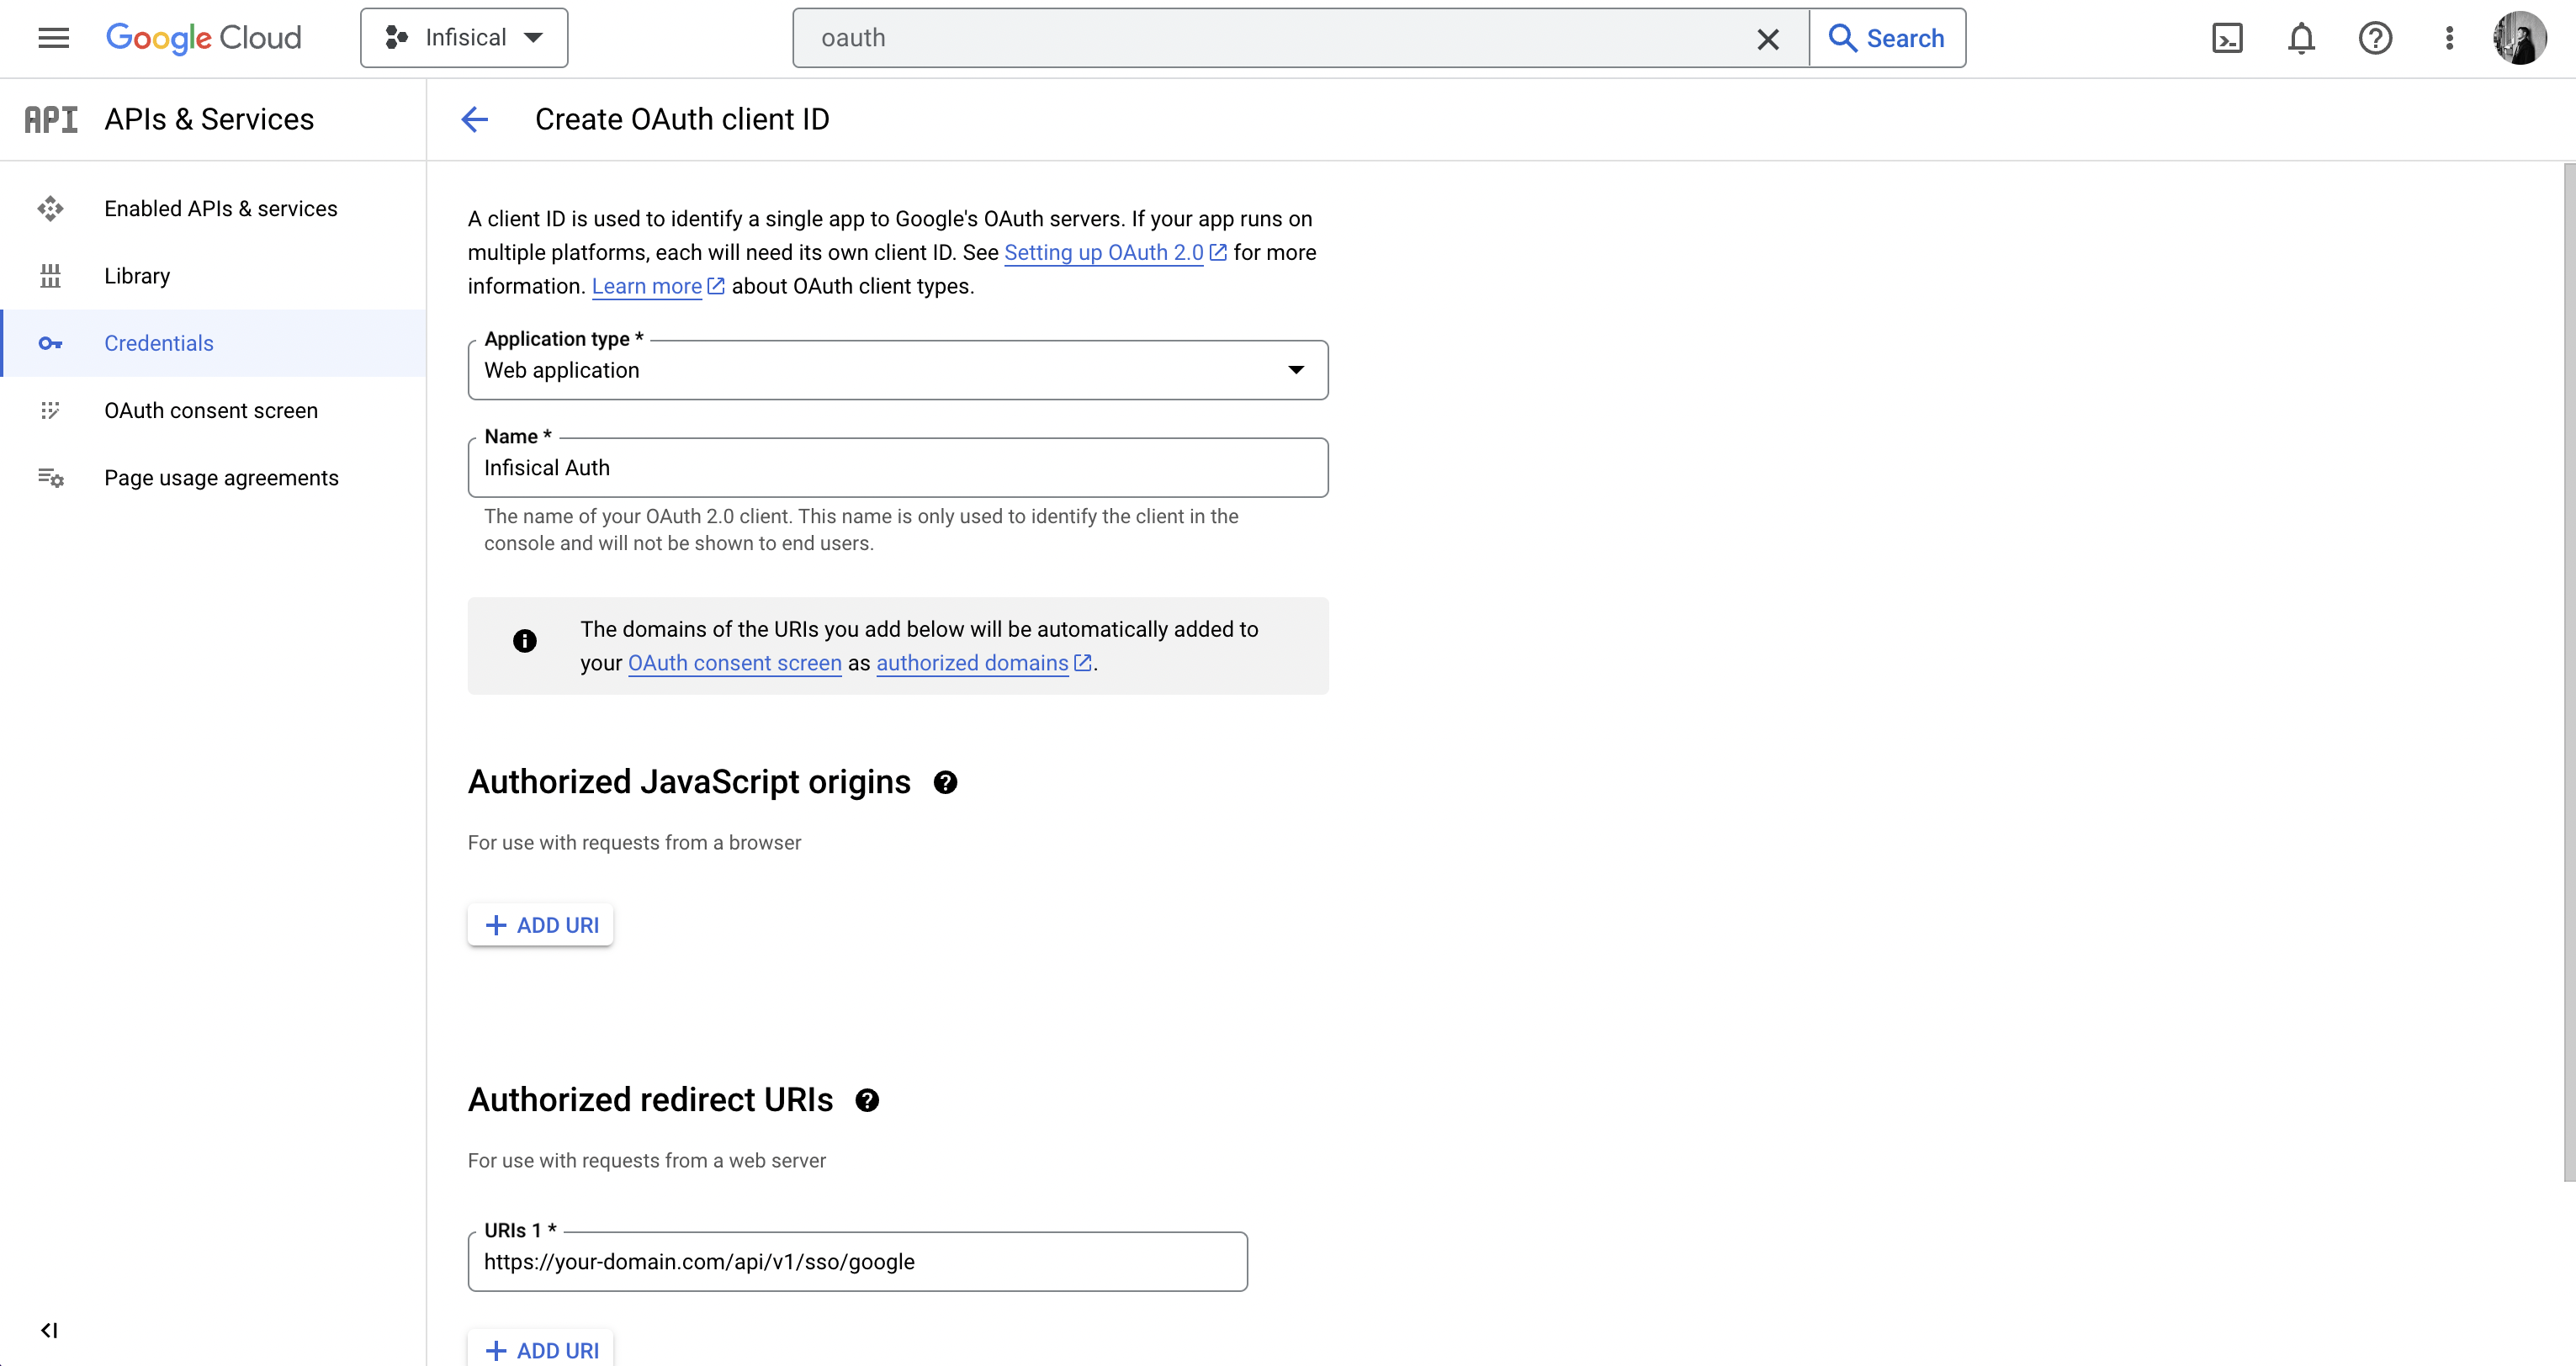 Google Cloud
Infisical
oauth
Search
API
APIs & Services
Create OAuth client ID
Enabled APIs & services
Library
Credentials
OAuth consent screen
Page usage agreements
A client ID is used to identify a single app to Google's OAuth servers. If your app runs on
multiple platforms, each will need its own client ID. See Setting up OAuth 2.0 for more
information. Learn more about OAuth client types.
Application type *
Web application
Name *
Infisical Auth
The name of your OAuth 2.0 client. This name is only used to identify the client in the
console and will not be shown to end users.
The domains of the URIs you add below will be automatically added to
your OAuth consent screen as authorized domains.
Authorized JavaScript origins
For use with requests from a browser
ADD URI
Authorized redirect URIs
For use with requests from a web server
URIs 1 *
https://your-domain.com/api/v1/sso/google
ADD URI